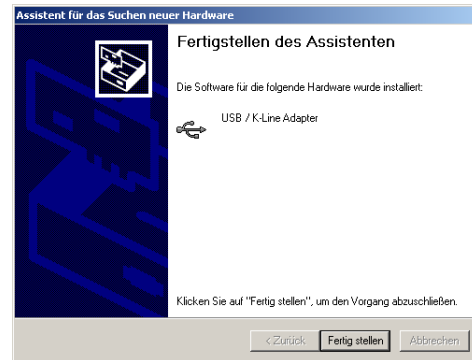 Assistent für das Suchen neuer Hardware
Fertigstellen des Assistenten
Die Software für die folgende Hardware wurde installiert:
USB / K-Line Adapter
Klicken Sie auf "Fertig stellen", um den Vorgang abzuschließen.
< Zurück
Fertig stellen
Abbrechen